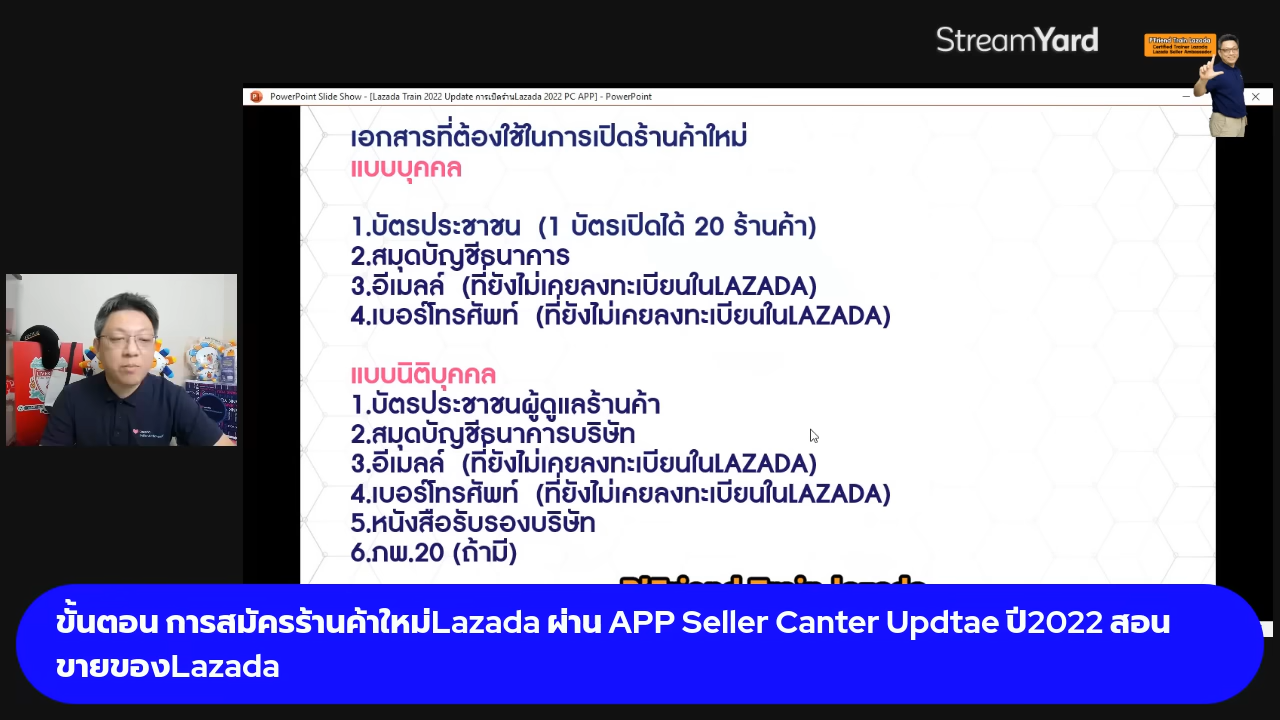 StreamYard
P'Friend Train Lazada
Certified Trainer Lazada
Lazada Seller Ambassador
PowerPoint Slide Show - [Lazada Train 2022 Update การเปิดร้านLazada 2022 PC APP] - PowerPoint
เอกสารที่ต้องใช้ในการเปิดร้านค้าใหม่
แบบบุคคล
1.บัตรประชาชน (1 บัตรเปิดได้ 20 ร้านค้า)
2.สมุดบัญชีธนาคาร
3.อีเมลล์ (ที่ยังไม่เคยลงทะเบียนในLAZADA)
4.เบอร์โทรศัพท์ (ที่ยังไม่เคยลงทะเบียนในLAZADA)
แบบนิติบุคคล
1.บัตรประชาชนผู้ดูแลร้านค้า
2.สมุดบัญชีธนาคารบริษัท
3.อีเมลล์ (ที่ยังไม่เคยลงทะเบียนในLAZADA)
4.เบอร์โทรศัพท์ (ที่ยังไม่เคยลงทะเบียนในLAZADA)
5.หนังสือรับรองบริษัท
6.ภพ.20 (ถ้ามี)
ขั้นตอน การสมัครร้านค้าใหม่Lazada ผ่าน APP Seller Canter Updtae ปี2022 สอน
ขายของLazada